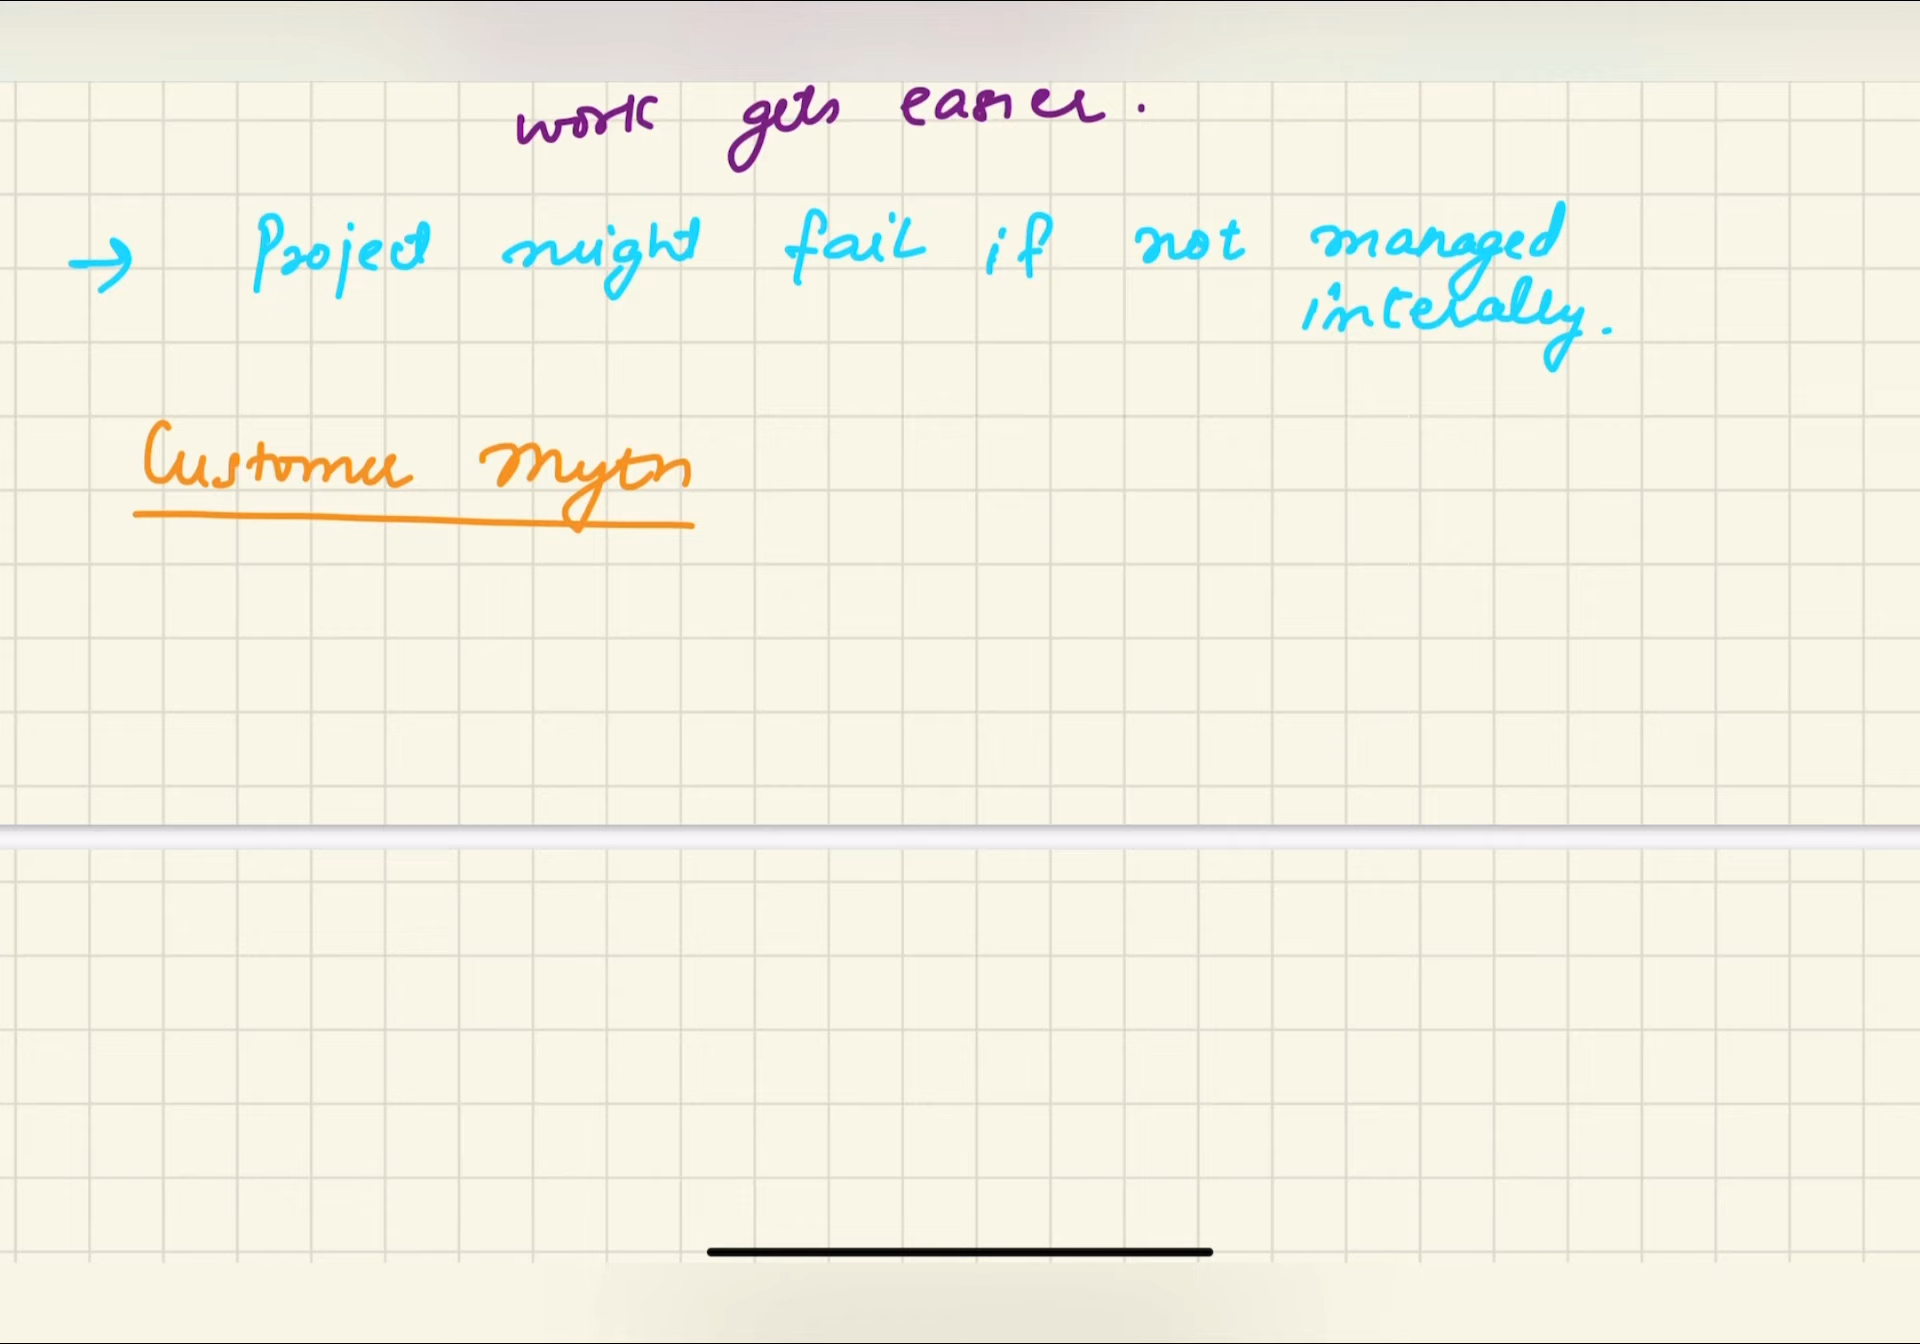 work gets easier.
→ Project might fail if not managed
interally.
Customer Myth